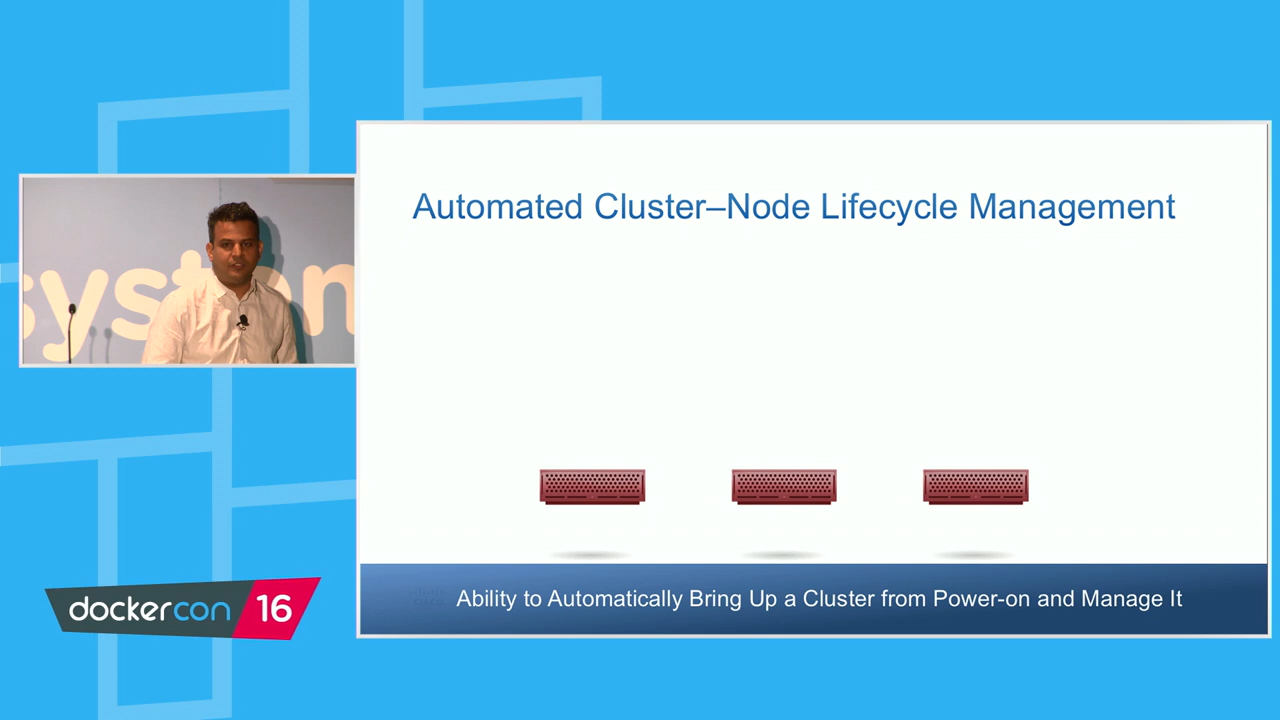 Automated Cluster–Node Lifecycle Management
system
Ability to Automatically Bring Up a Cluster from Power-on and Manage It
dockercon 16